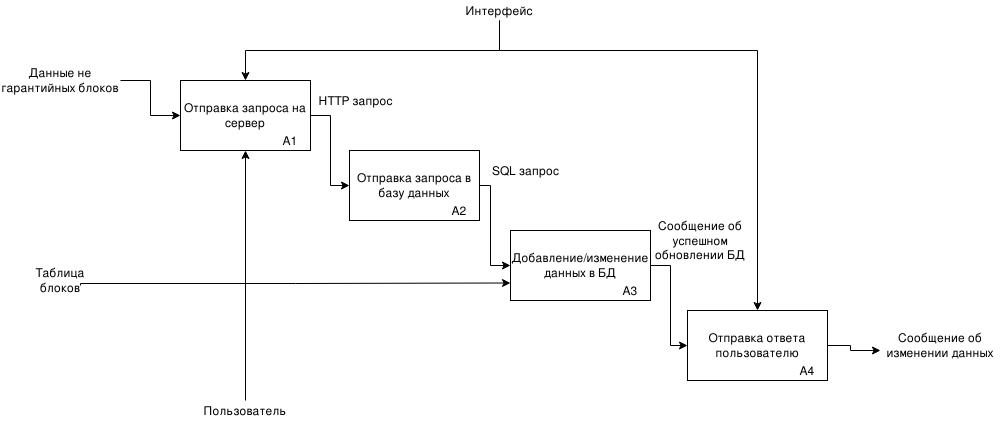 Интерфейс
Данные не
гарантийных блоков
Отправка запроса на
сервер
A1
HTTP запрос
Отправка запроса в
базу данных
A2
SQL запрос
Добавление/изменение
данных в БД
A3
Сообщение об
успешном
обновлении БД
Таблица
блоков
Отправка ответа
пользователю
A4
Сообщение об
изменении данных
Пользователь